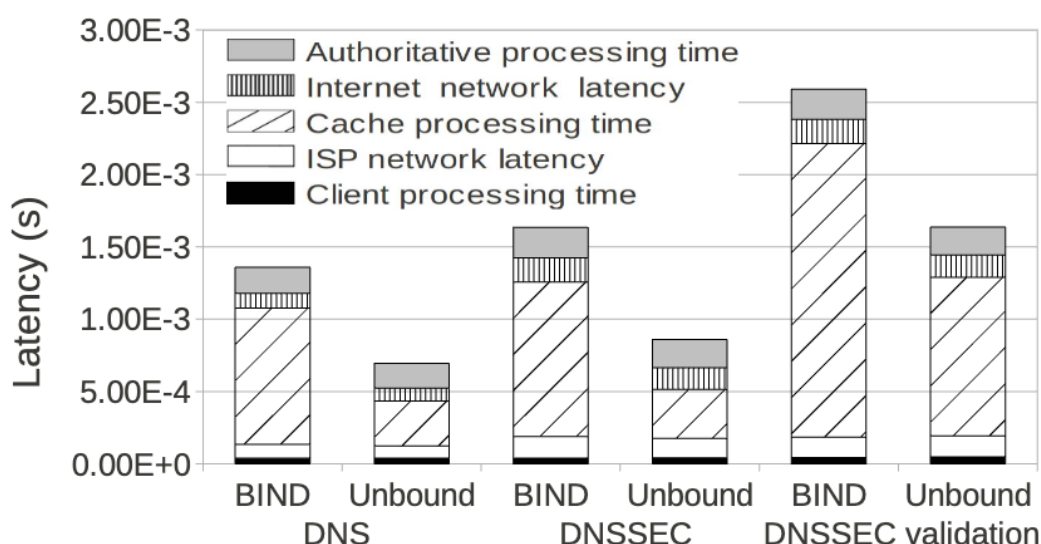 3.00E-3
2.50E-3
2.00E-3
1.50E-3
1.00E-3
5.00E-4
0.00E+0
Latency (s)
Authoritative processing time
Internet network latency
Cache processing time
ISP network latency
Client processing time
BIND Unbound BIND Unbound BIND Unbound
DNS DNSSEC DNSSEC validation